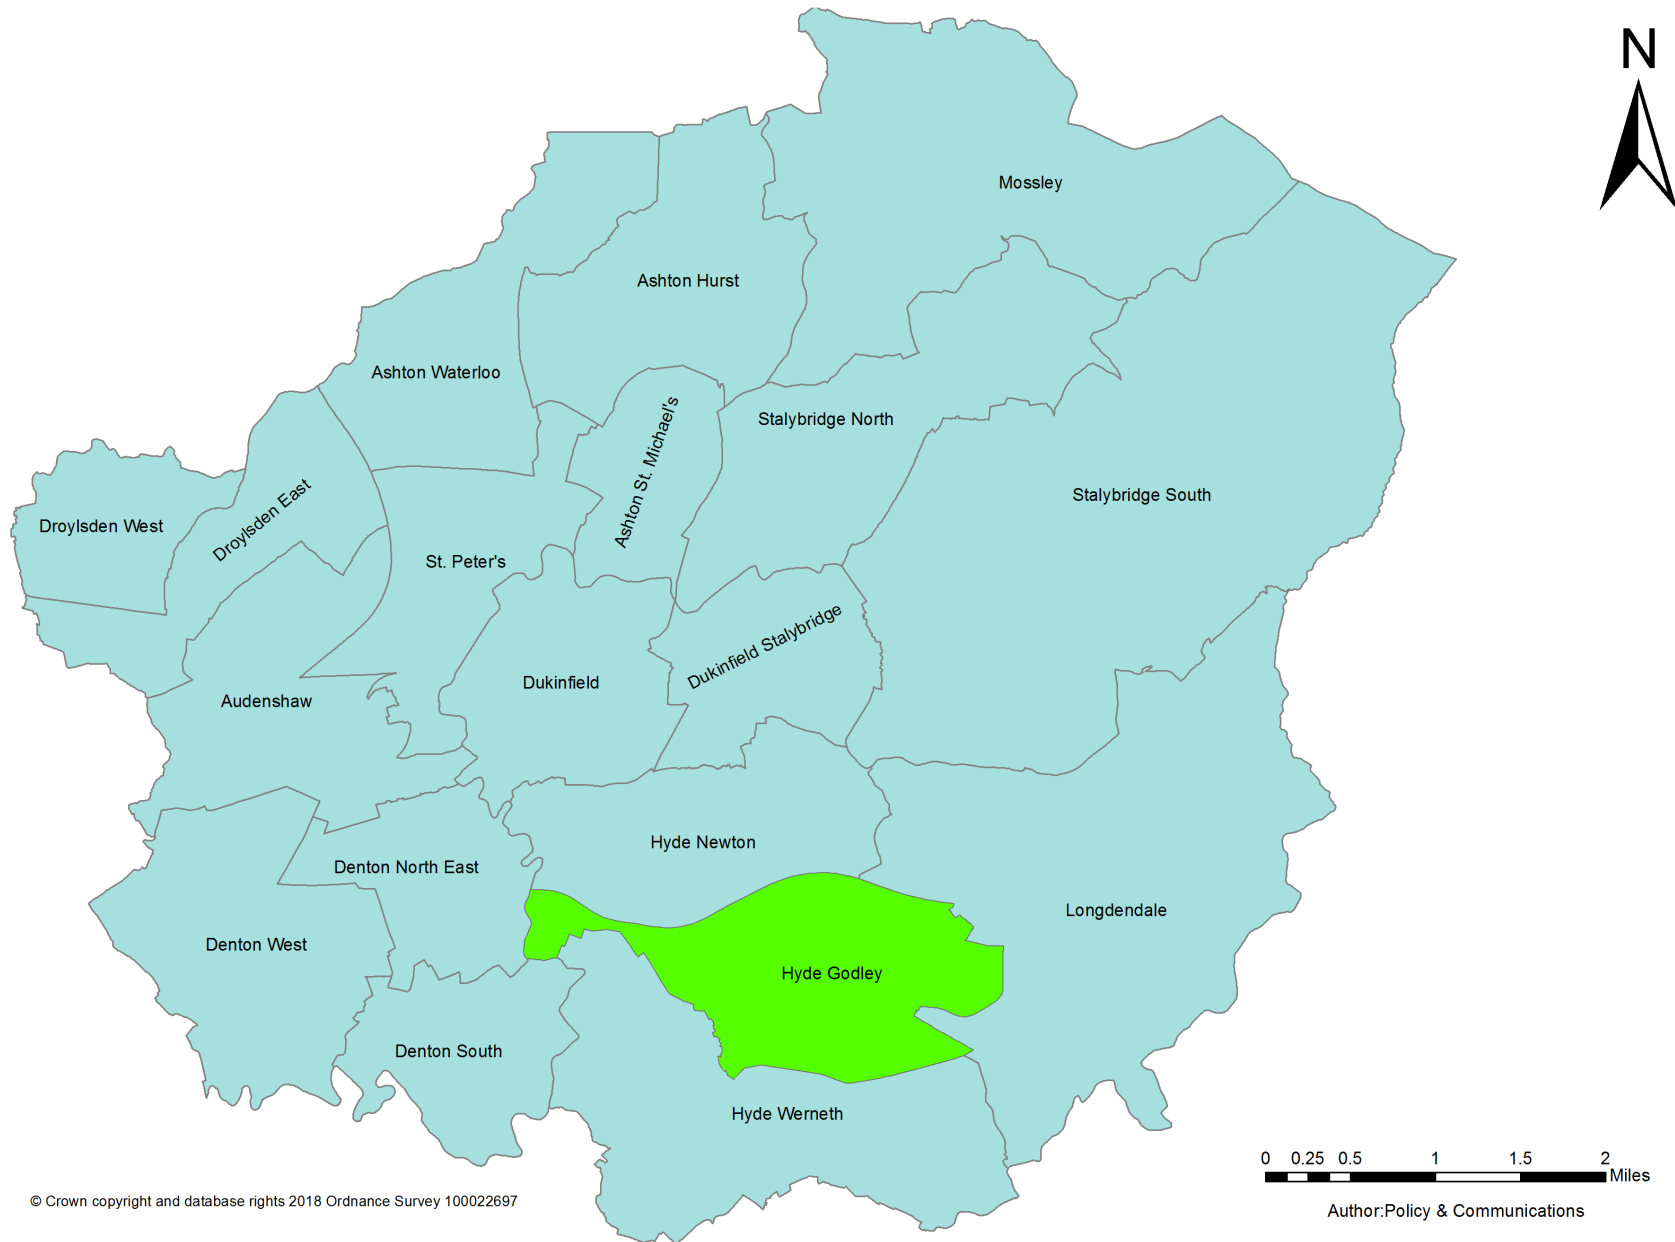 N
Mossley
Ashton Hurst
Ashton Waterloo
Ashton St. Michael's
Stalybridge North
Stalybridge South
Droylsden West
Droylsden East
St. Peter's
Dukinfield Stalybridge
Dukinfield
Audenshaw
Hyde Newton
Denton North East
Longdendale
Denton West
Hyde Godley
Denton South
Hyde Werneth
0 0.25 0.5 1 1.5 2
Miles
© Crown copyright and database rights 2018 Ordnance Survey 100022697
Author:Policy & Communications